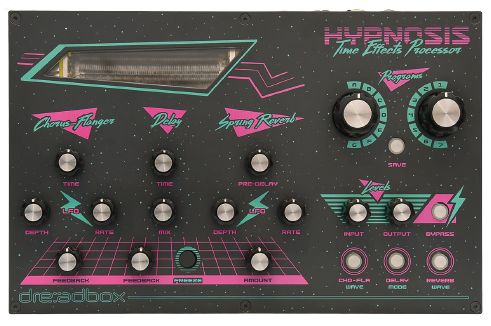 HYPNOSIS
Time Effects Processor
Programs
SAVE
Chorus-Flanger
Delay
Spring Reverb
TIME
TIME
PRE-DELAY
LFO
LFO
DEPTH
RATE
MIX
DEPTH
RATE
Levels
INPUT
OUTPUT
BYPASS
FEEDBACK
FEEDBACK
FREEZE
AMOUNT
CHO-FLA
WAVE
DELAY
MODE
REVERB
WAVE
dreadbox